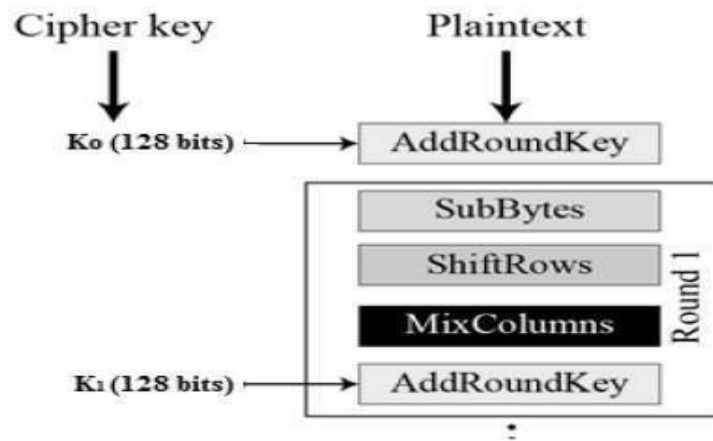 Cipher key
Plaintext
K₀ (128 bits)
AddRoundKey
SubBytes
ShiftRows
MixColumns
Round 1
K₁ (128 bits)
AddRoundKey